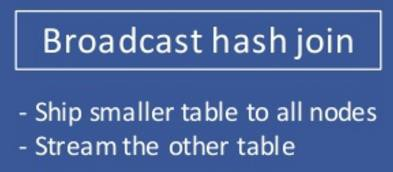 Broadcast hash join
- Ship smaller table to all nodes
- Stream the other table